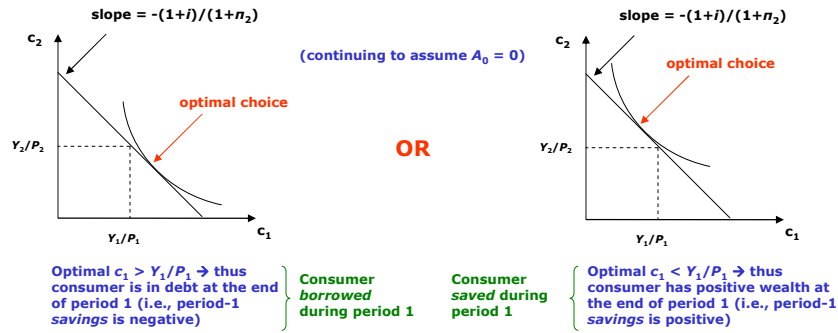 slope = -(1+i)/(1+π₂)
c₂
(continuing to assume A₀ = 0)
optimal choice
Y₂/P₂
Y₁/P₁
c₁
OR
slope = -(1+i)/(1+π₂)
c₂
optimal choice
Y₂/P₂
Y₁/P₁
c₁
Optimal c₁ > Y₁/P₁ → thus
consumer is in debt at the end
of period 1 (i.e., period-1
savings is negative)
Consumer
borrowed
during period 1
Consumer
saved during
period 1
Optimal c₁ < Y₁/P₁ → thus
consumer has positive wealth at
the end of period 1 (i.e., period-1
savings is positive)